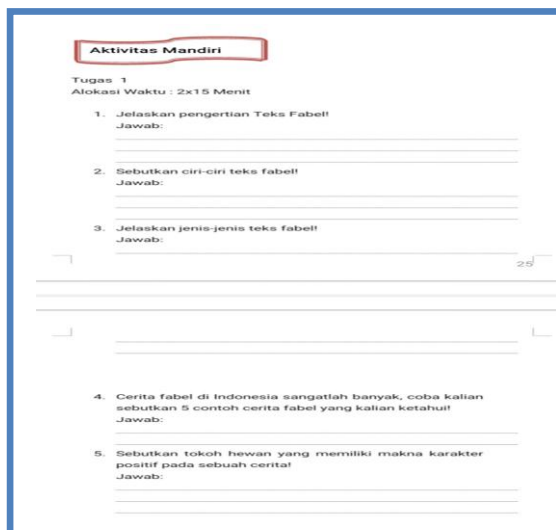 Aktivitas Mandiri
Tugas 1
Alokasi Waktu : 2x15 Menit
1. Jelaskan pengertian Teks Fabel!
Jawab:
2. Sebutkan ciri-ciri teks fabel!
Jawab:
3. Jelaskan jenis-jenis teks fabel!
Jawab:
25
4. Cerita fabel di Indonesia sangatlah banyak, coba kalian
sebutkan 5 contoh cerita fabel yang kalian ketahui!
Jawab:
5. Sebutkan tokoh hewan yang memiliki makna karakter
positif pada sebuah cerita!
Jawab: